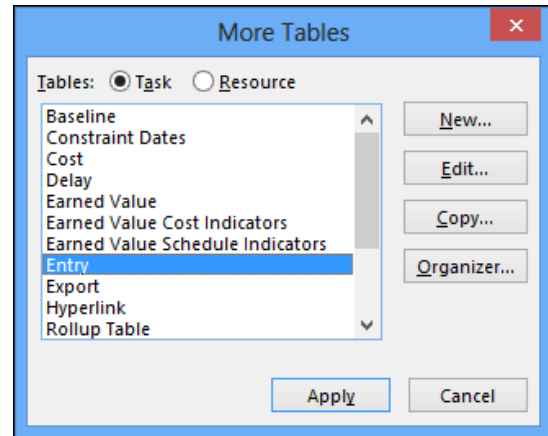 More Tables
Tables: Task Resource
Baseline
Constraint Dates
Cost
Delay
Earned Value
Earned Value Cost Indicators
Earned Value Schedule Indicators
Entry
Export
Hyperlink
Rollup Table
New...
Edit...
Copy...
Organizer...
Apply Cancel